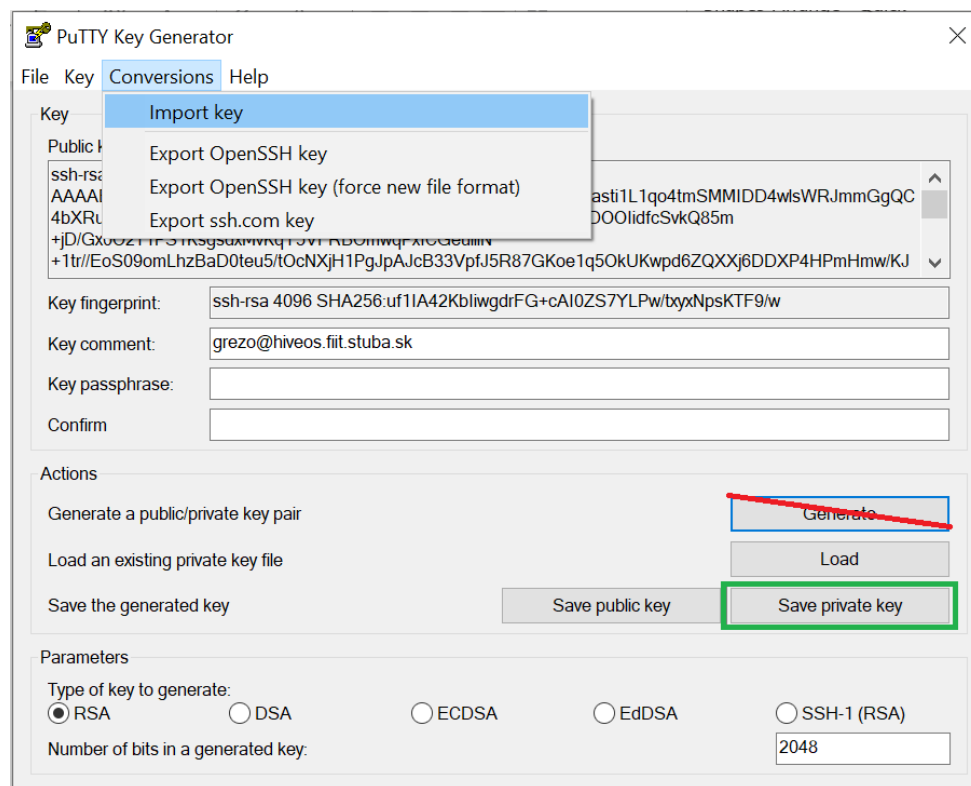 PuTTY Key Generator
File Key Conversions Help
Import key
Export OpenSSH key
Export OpenSSH key (force new file format)
Export ssh.com key
Key
Public
ssh-rsa
asti1L1qo4tmSMMIDD4wlsWRJmmGgQC
DOOIidfcSvkQ85m
+1tr//EoS09omLhzBaD0teu5/tOcNXjH1PgJpAJcB33VpfJ5R87GKoe1q5OkUKwpd6ZQXXj6DDXP4HPmHmw/KJ
Key fingerprint: ssh-rsa 4096 SHA256:uf1IA42KbliwgdrFG+cAI0ZS7YLPw/txyxNpsKTF9/w
Key comment: grezo@hiveos.fiit.stuba.sk
Key passphrase:
Confirm
Actions
Generate a public/private key pair Generate
Load an existing private key file Load
Save the generated key Save public key Save private key
Parameters
Type of key to generate:
RSA DSA ECDSA EdDSA SSH-1 (RSA)
Number of bits in a generated key: 2048